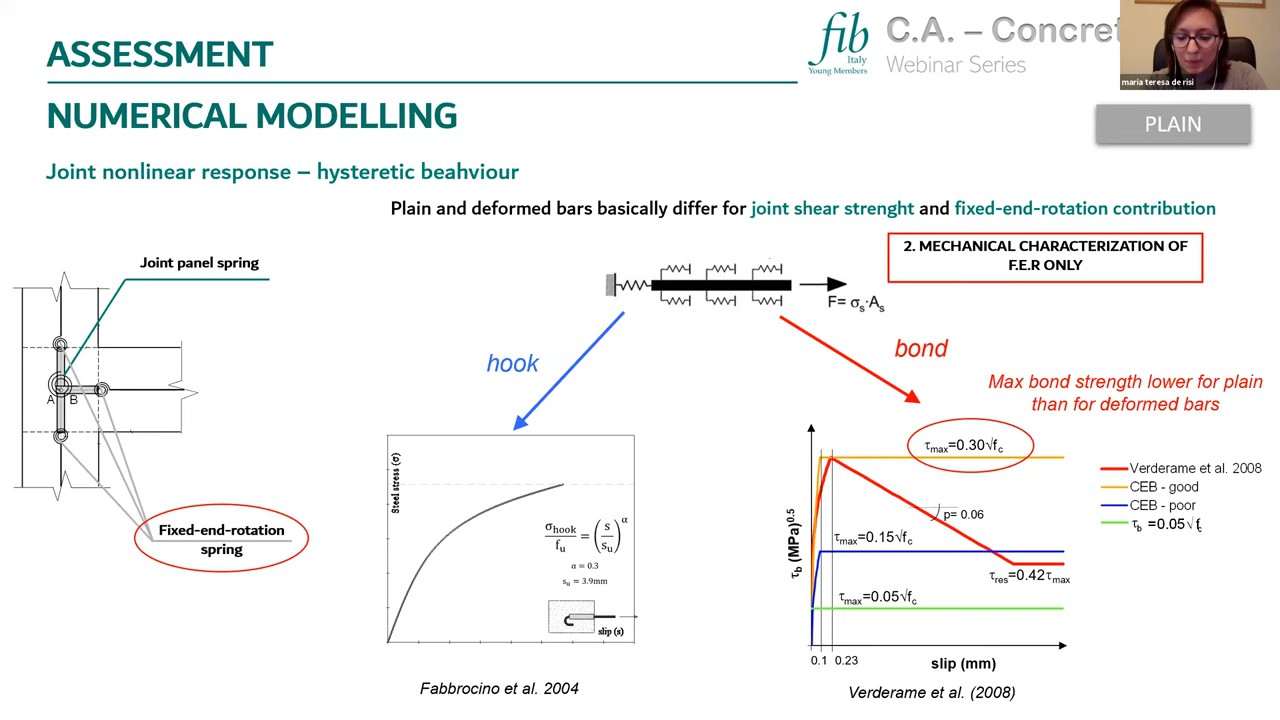 ASSESSMENT
fib
Italy
Young Members
C.A. – Concret
Webinar Series
maria teresa de risi
NUMERICAL MODELLING
PLAIN
Joint nonlinear response – hysteretic beahviour
Plain and deformed bars basically differ for joint shear strenght and fixed-end-rotation contribution
2. MECHANICAL CHARACTERIZATION OF
F.E.R ONLY
Joint panel spring
F= σs·As
hook
bond
Max bond strength lower for plain
than for deformed bars
A B
Fixed-end-rotation
spring
Steel stress (σ)
σhook/fu = (s/su)^α
α = 0.3
su = 3.9mm
slip (s)
Fabbrocino et al. 2004
τb (MPa)0.5
τmax=0.30√fc
p= 0.06
τmax=0.15√fc
τres=0.42τmax
τmax=0.05√fc
0.1 0.23
slip (mm)
Verderame et al. 2008
CEB - good
CEB - poor
τb =0.05√fc
Verderame et al. (2008)